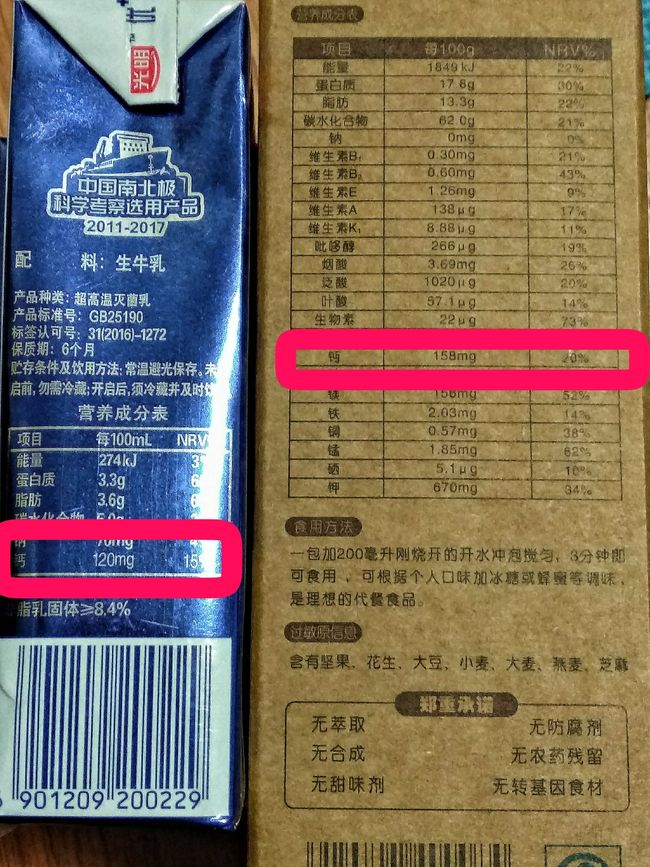 光明
中国南北极
科学考察选用产品
2011-2017
配 料：生牛乳
产品种类：超高温灭菌乳
产品标准号：GB25190
标签认可号：31(2016)-1272
保质期：6个月
贮存条件及饮用方法：常温避光保存。未
启前，勿需冷藏；开启后，须冷藏并及时饮
营养成分表
项目 每100mL NRV
能量 274kJ
蛋白质 3.3g
脂肪 3.6g
碳水化合物 5.0g
钠 70mg
钙 120mg 15
脂乳固体≥8.4%
901209 200229
营养成分表
项目 每100g NRV%
能量 1849kJ 22%
蛋白质 17.8g 30%
脂肪 13.3g 22%
碳水化合物 62.0g 21%
钠 0mg 0%
维生素B₁ 0.30mg 21%
维生素B₂ 0.60mg 43%
维生素E 1.26mg 9%
维生素A 138μg 17%
维生素K₁ 8.88μg 11%
吡哆醇 266μg 19%
烟酸 3.69mg 26%
泛酸 1020μg 20%
叶酸 57.1μg 14%
生物素 22μg 73%
钙 158mg 20%
镁 156mg 52%
铁 2.03mg 14%
铜 0.57mg 38%
锰 1.85mg 62%
硒 5.1μg 10%
钾 670mg 34%
食用方法
一包加200毫升刚烧开的开水冲泡搅匀，3分钟即
可食用，可根据个人口味加冰糖或蜂蜜等调味，
是理想的代餐食品。
过敏原信息
含有坚果、花生、大豆、小麦、大麦、燕麦、芝麻
郑重承诺
无萃取 无防腐剂
无合成 无农药残留
无甜味剂 无转基因食材